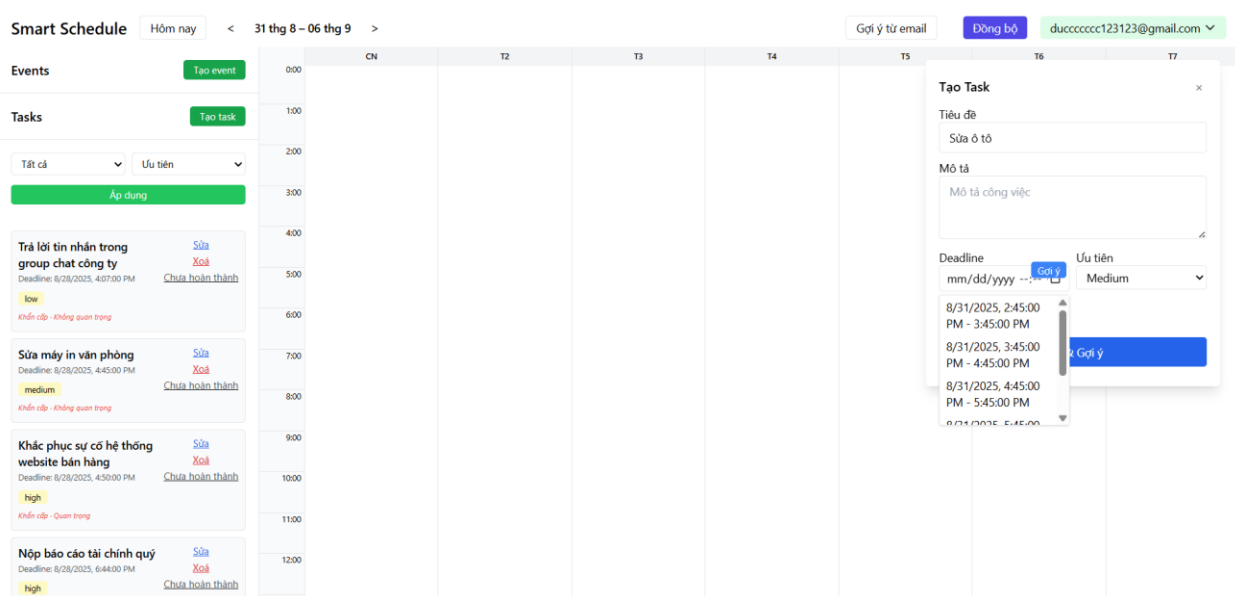 Smart Schedule
Hôm nay
<
31 thg 8 – 06 thg 9
>
Gợi ý từ email
Đồng bộ
duccccccc123123@gmail.com
Events
Tạo event
Tasks
Tạo task
Tất cả
Ưu tiên
Áp dụng
Trả lời tin nhắn trong
group chat công ty
Deadline: 8/28/2025, 4:07:00 PM
low
Khẩn cấp - Không quan trọng
Sửa
Xoá
Chưa hoàn thành
Sửa máy in văn phòng
Deadline: 8/28/2025, 4:45:00 PM
medium
Khẩn cấp - Không quan trọng
Sửa
Xoá
Chưa hoàn thành
Khắc phục sự cố hệ thống
website bán hàng
Deadline: 8/28/2025, 4:50:00 PM
high
Khẩn cấp - Quan trọng
Sửa
Xoá
Chưa hoàn thành
Nộp báo cáo tài chính quý
Deadline: 8/28/2025, 6:44:00 PM
high
Sửa
Xoá
Chưa hoàn thành
CN T2 T3 T4 T5 T6 T7
0:00
1:00
2:00
3:00
4:00
5:00
6:00
7:00
8:00
9:00
10:00
11:00
12:00
Tạo Task
×
Tiêu đề
Sửa ô tô
Mô tả
Mô tả công việc
Deadline
Gợi ý
mm/dd/yyyy --:--
Ưu tiên
Medium
8/31/2025, 2:45:00
PM - 3:45:00 PM
8/31/2025, 3:45:00
PM - 4:45:00 PM
8/31/2025, 4:45:00
PM - 5:45:00 PM
8/31/2025, 5:45:00
& Gợi ý